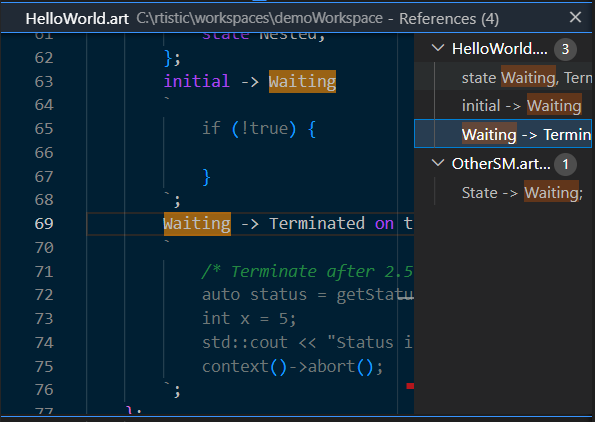 HelloWorld.art C:\rtistic\workspaces\demoWorkspace - References (4)
61 state Nested;
62 };
63 initial -> Waiting
64 `
65 if (!true) {
66
67 }
68 `;
69 Waiting -> Terminated on t
70 `
71 /* Terminate after 2.5
72 auto status = getStatu
73 int x = 5;
74 std::cout << "Status i
75 context()->abort();
76 `;
77 };
HelloWorld.... 3
state Waiting, Term
initial -> Waiting
Waiting -> Termin
OtherSM.art... 1
State -> Waiting;